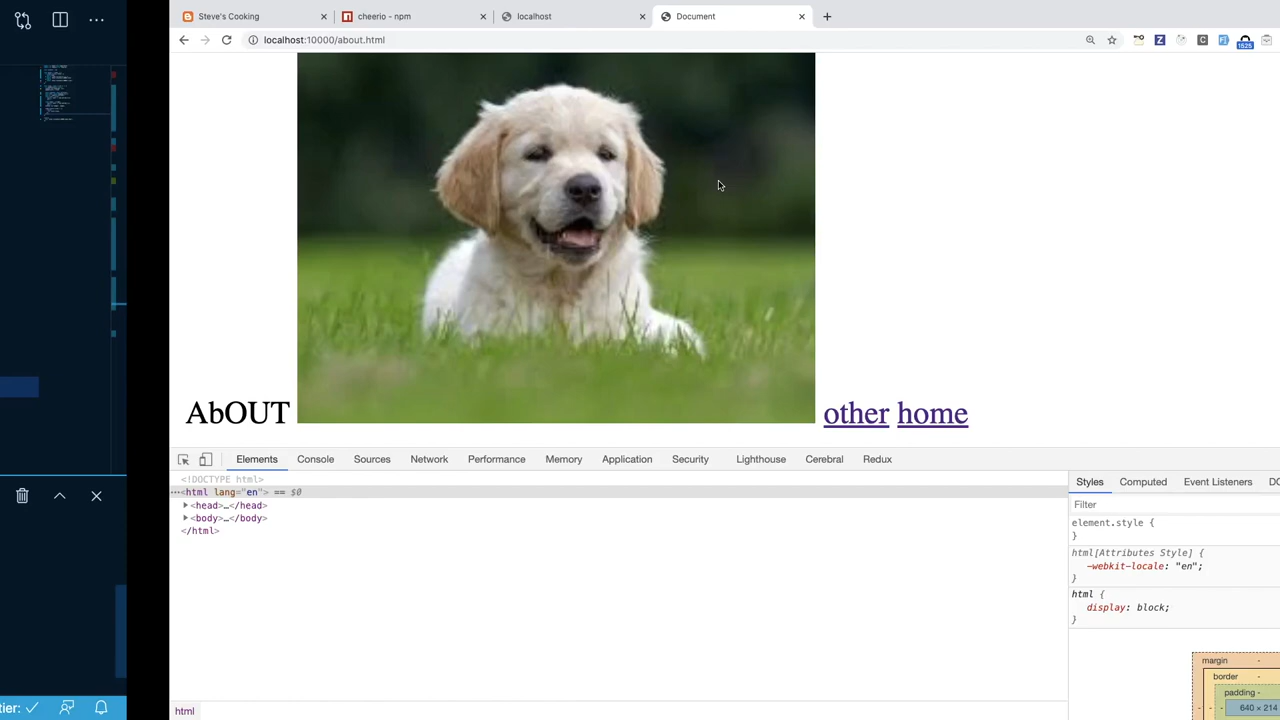 Steve's Cooking
cheerio - npm
localhost
Document
localhost:10000/about.html
1525
AbOUT other home
Elements Console Sources Network Performance Memory Application Security Lighthouse Cerebral Redux
<!DOCTYPE html>
…<html lang="en"> == $0
<head>…</head>
<body>…</body>
</html>
html
Styles Computed Event Listeners DO
Filter
element.style {
}
html[Attributes Style] {
-webkit-locale: "en";
}
html {
display: block;
}
margin -
border -
padding -
- - - 640 × 214
tier: